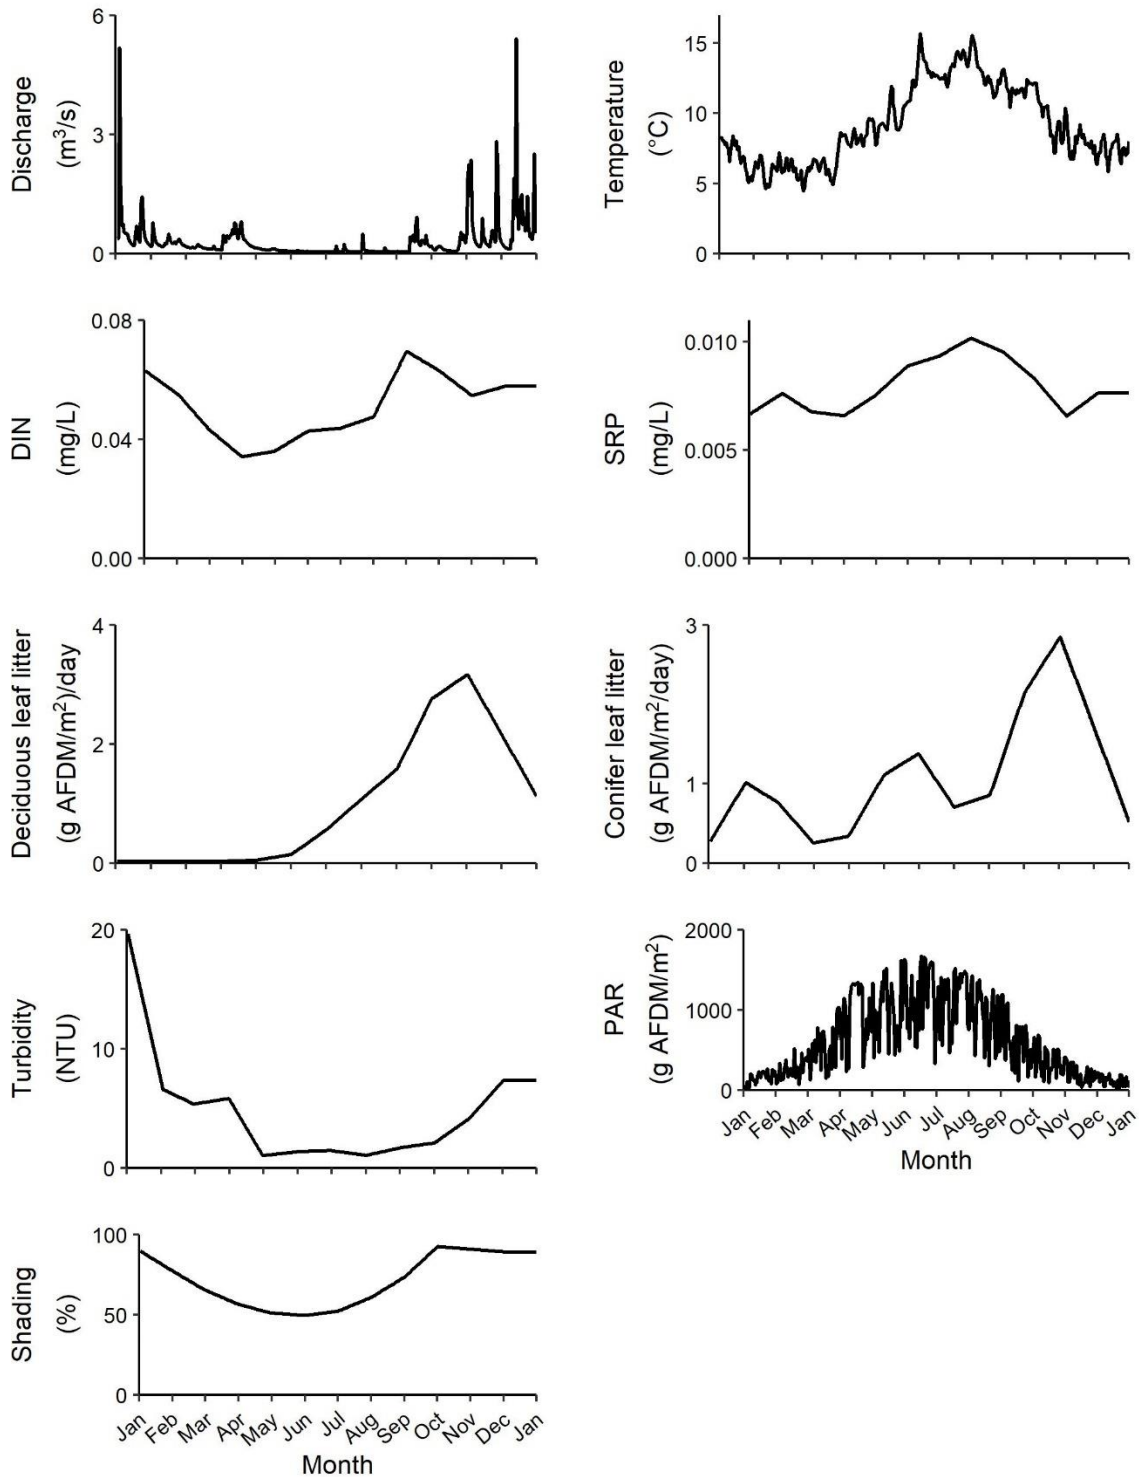 Discharge
(m³/s)
6
3
0
Temperature
(°C)
15
10
5
0
DIN
(mg/L)
0.08
0.04
0.00
SRP
(mg/L)
0.010
0.005
0.000
Deciduous leaf litter
(g AFDM/m²)/day
4
2
0
Conifer leaf litter
(g AFDM/m²/day)
3
1
0
Turbidity
(NTU)
20
10
0
PAR
(g AFDM/m²)
2000
1000
0
Jan Feb Mar Apr May Jun Jul Aug Sep Oct Nov Dec Jan
Month
Shading
(%)
100
50
0
Jan Feb Mar Apr May Jun Jul Aug Sep Oct Nov Dec Jan
Month